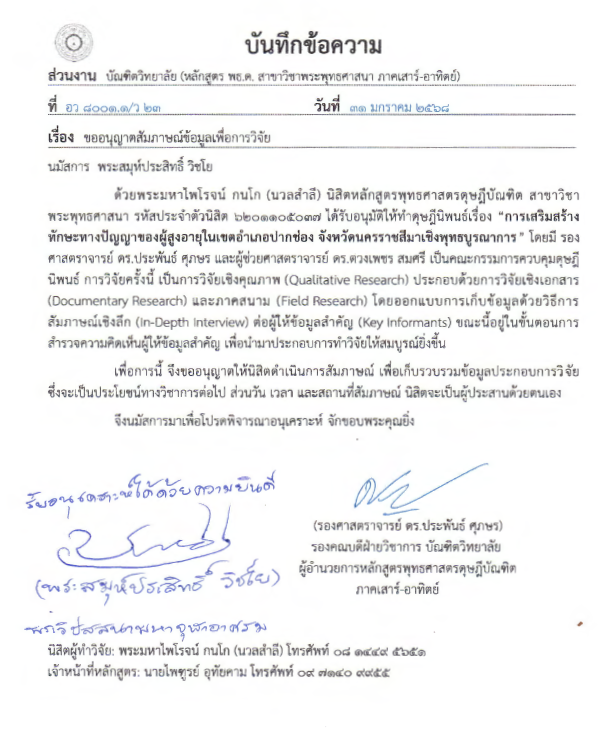 บันทึกข้อความ
ส่วนงาน บัณฑิตวิทยาลัย (หลักสูตร พธ.ด. สาขาวิชาพระพุทธศาสนา ภาคเสาร์-อาทิตย์)
ที่ อว ๘๐๐๑.๑/ว ๒๓ วันที่ ๓๑ มกราคม ๒๕๖๘
เรื่อง ขออนุญาตสัมภาษณ์ข้อมูลเพื่อการวิจัย
นมัสการ พระสมุห์ประสิทธิ์ วิชโย
ด้วยพระมหาไพโรจน์ กนโก (นวลสำลี) นิสิตหลักสูตรพุทธศาสตรดุษฎีบัณฑิต สาขาวิชา
พระพุทธศาสนา รหัสประจำตัวนิสิต ๖๒๐๑๑๐๕๐๓๗ ได้รับอนุมัติให้ทำดุษฎีนิพนธ์เรื่อง “การเสริมสร้าง
ทักษะทางปัญญาของผู้สูงอายุในเขตอำเภอปากช่อง จังหวัดนครราชสีมาเชิงพุทธบูรณาการ” โดยมี รอง
ศาสตราจารย์ ดร.ประพันธ์ ศุภษร และผู้ช่วยศาสตราจารย์ ดร.ดวงเพชร สมศรี เป็นคณะกรรมการควบคุมดุษฎี
นิพนธ์ การวิจัยครั้งนี้ เป็นการวิจัยเชิงคุณภาพ (Qualitative Research) ประกอบด้วยการวิจัยเชิงเอกสาร
(Documentary Research) และภาคสนาม (Field Research) โดยออกแบบการเก็บข้อมูลด้วยวิธีการ
สัมภาษณ์เชิงลึก (In-Depth Interview) ต่อผู้ให้ข้อมูลสำคัญ (Key Informants) ขณะนี้อยู่ในขั้นตอนการ
สำรวจความคิดเห็นผู้ให้ข้อมูลสำคัญ เพื่อนำมาประกอบการทำวิจัยให้สมบูรณ์ยิ่งขึ้น
เพื่อการนี้ จึงขออนุญาตให้นิสิตดำเนินการสัมภาษณ์ เพื่อเก็บรวบรวมข้อมูลประกอบการวิจัย
ซึ่งจะเป็นประโยชน์ทางวิชาการต่อไป ส่วนวัน เวลา และสถานที่สัมภาษณ์ นิสิตจะเป็นผู้ประสานด้วยตนเอง
จึงนมัสการมาเพื่อโปรดพิจารณาอนุเคราะห์ จักขอบพระคุณยิ่ง
รับอนุเคราะห์ได้ด้วยความยินดี
(พระสมุห์ประสิทธิ์ วิชโย)
(รองศาสตราจารย์ ดร.ประพันธ์ ศุภษร)
รองคณบดีฝ่ายวิชาการ บัณฑิตวิทยาลัย
ผู้อำนวยการหลักสูตรพุทธศาสตรดุษฎีบัณฑิต
ภาคเสาร์-อาทิตย์
นิสิตผู้ทำวิจัย: พระมหาไพโรจน์ กนโก (นวลสำลี) โทรศัพท์ ๐๘ ๑๔๔๙ ๕๖๕๑
เจ้าหน้าที่หลักสูตร: นายไพฑูรย์ อุทัยคาม โทรศัพท์ ๐๙ ๗๑๔๐ ๙๙๕๕